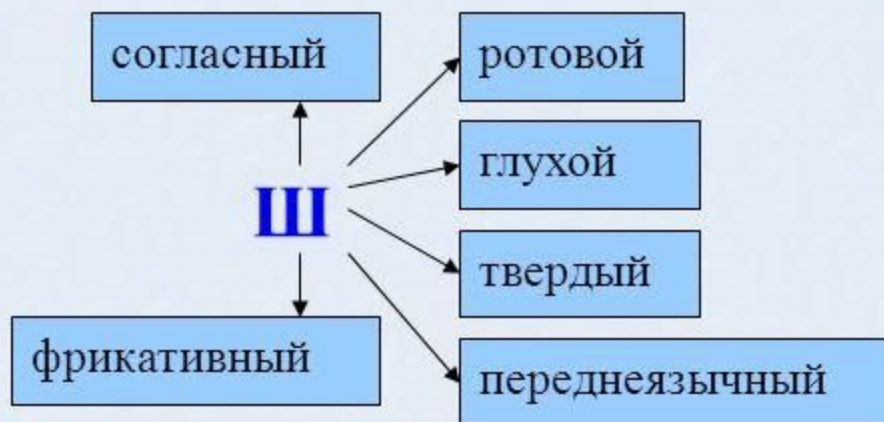 согласный
ротовой
глухой
Ш
твердый
фрикативный
переднеязычный